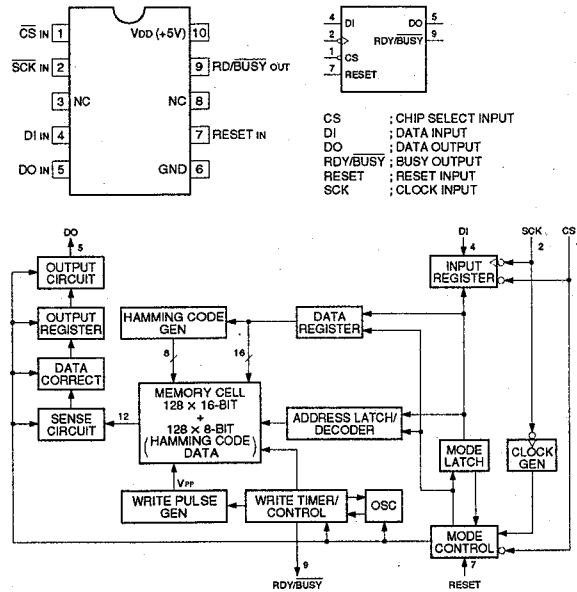 CS IN 1
VDD (+5V) 10
SCK IN 2
9 RD/BUSY OUT
3 NC
NC 8
DI IN 4
7 RESET IN
DO IN 5
GND 6
4 DI
DO 5
2
RDY/BUSY 9
1 CS
7 RESET
CS ; CHIP SELECT INPUT
DI ; DATA INPUT
DO ; DATA OUTPUT
RDY/BUSY ; BUSY OUTPUT
RESET ; RESET INPUT
SCK ; CLOCK INPUT
DO
5
DI
4
SCK
2
CS
1
OUTPUT
CIRCUIT
INPUT
REGISTER
OUTPUT
REGISTER
HAMMING CODE
GEN
DATA
REGISTER
8
16
DATA
CORRECT
MEMORY CELL
128 × 16-BIT
+
128 × 8-BIT
(HAMMING CODE
DATA)
SENSE
CIRCUIT
12
ADDRESS LATCH/
DECODER
MODE
LATCH
CLOCK
GEN
VPP
WRITE PULSE
GEN
WRITE TIMER/
CONTROL
OSC
MODE
CONTROL
9
RDY/BUSY
7
RESET